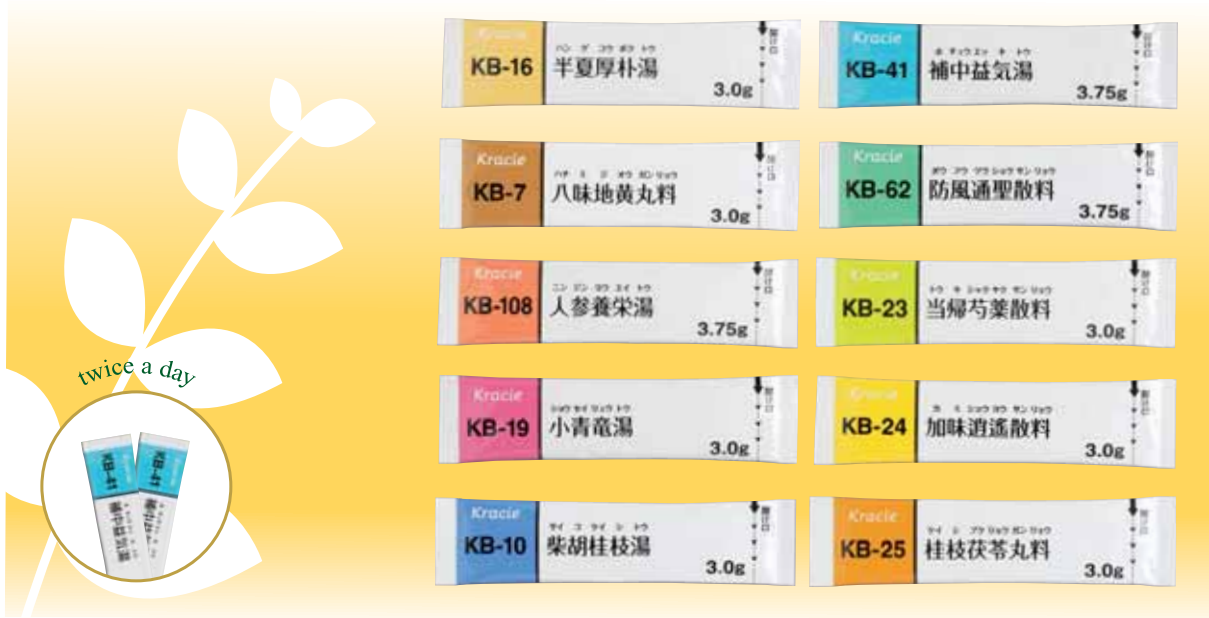 Kracie
KB-16
ハン ゲ コウ ボク トウ
半夏厚朴湯
3.0g
Kracie
KB-41
ホ チュウ エッ キ トウ
補中益気湯
3.75g
Kracie
KB-7
ハチ ミ ジ オウ ガン リョウ
八味地黄丸料
3.0g
Kracie
KB-62
ボウ フウ ツウ ショウ サン リョウ
防風通聖散料
3.75g
Kracie
KB-108
ニン ジン ヨウ エイ トウ
人参養栄湯
3.75g
Kracie
KB-23
トウ キ シャク ヤク サン リョウ
当帰芍薬散料
3.0g
twice a day
Kracie
KB-19
ショウ セイ リュウ トウ
小青竜湯
3.0g
Kracie
KB-24
カ ミ ショウ ヨウ サン リョウ
加味逍遙散料
3.0g
KB-41
KB-41
補中益気湯
Kracie
KB-10
サイ コ ケイ シ トウ
柴胡桂枝湯
3.0g
Kracie
KB-25
ケイ シ ブク リョウ ガン リョウ
桂枝茯苓丸料
3.0g